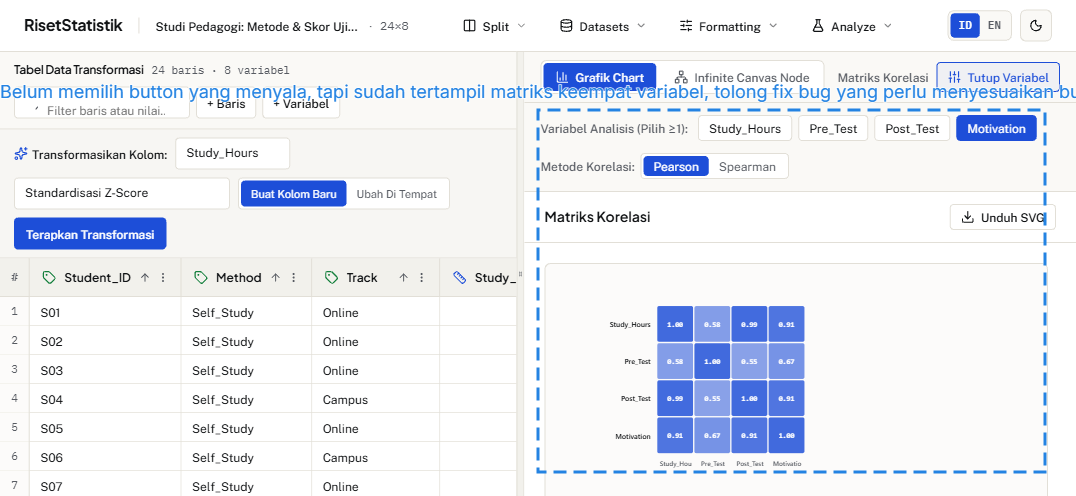 RisetStatistik
Studi Pedagogi: Metode & Skor Uji... · 24×8
Split
Datasets
Formatting
Analyze
ID EN
Tabel Data Transformasi 24 baris · 8 variabel
Grafik Chart
Infinite Canvas Node
Matriks Korelasi
Tutup Variabel
Belum memilih button yang menyala, tapi sudah tertampil matriks keempat variabel, tolong fix bug yang perlu menyesuaikan bu
Filter baris atau nilai..
+ Baris
+ Variabel
Variabel Analisis (Pilih ≥1): Study_Hours Pre_Test Post_Test Motivation
Transformasikan Kolom: Study_Hours
Metode Korelasi: Pearson Spearman
Standardisasi Z-Score Buat Kolom Baru Ubah Di Tempat
Terapkan Transformasi
Matriks Korelasi
Unduh SVG
# Student_ID ↑ ⋮ Method ↑ ⋮ Track ↑ ⋮ Study_
1 S01 Self_Study Online
2 S02 Self_Study Online
3 S03 Self_Study Online
4 S04 Self_Study Campus
5 S05 Self_Study Online
6 S06 Self_Study Campus
7 S07 Self_Study Online
Study_Hours 1.00 0.58 0.99 0.91
Pre_Test 0.58 1.00 0.55 0.67
Post_Test 0.99 0.55 1.00 0.91
Motivation 0.91 0.67 0.91 1.00
Study_Hou Pre_Test Post_Test Motivatio